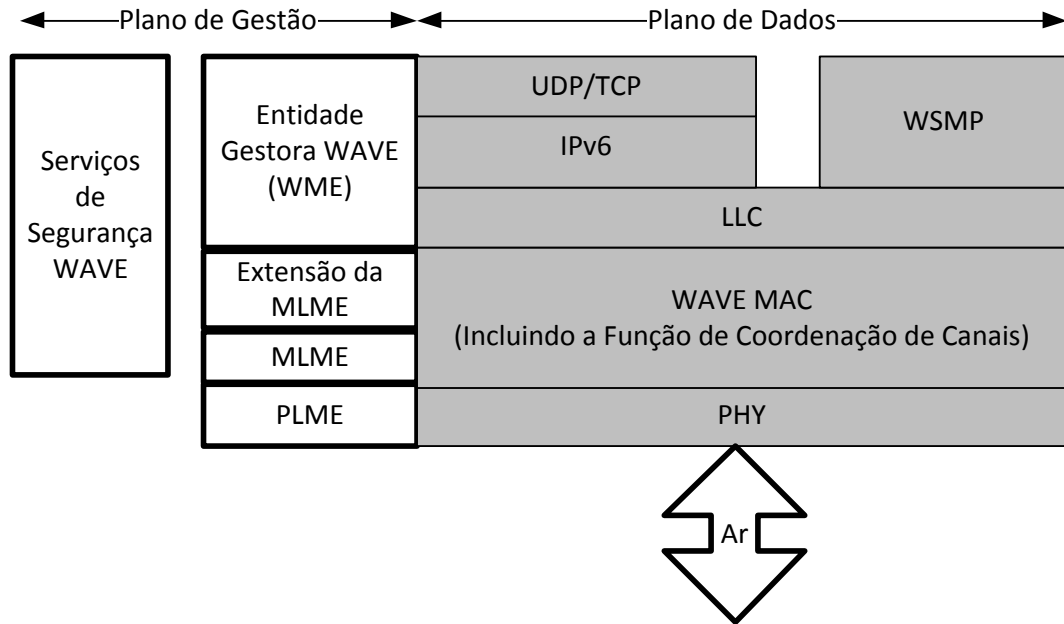 Plano de Gestão
Plano de Dados
Serviços
de
Segurança
WAVE
Entidade
Gestora WAVE
(WME)
Extensão da
MLME
MLME
PLME
UDP/TCP
IPv6
WSMP
LLC
WAVE MAC
(Incluindo a Função de Coordenação de Canais)
PHY
Ar